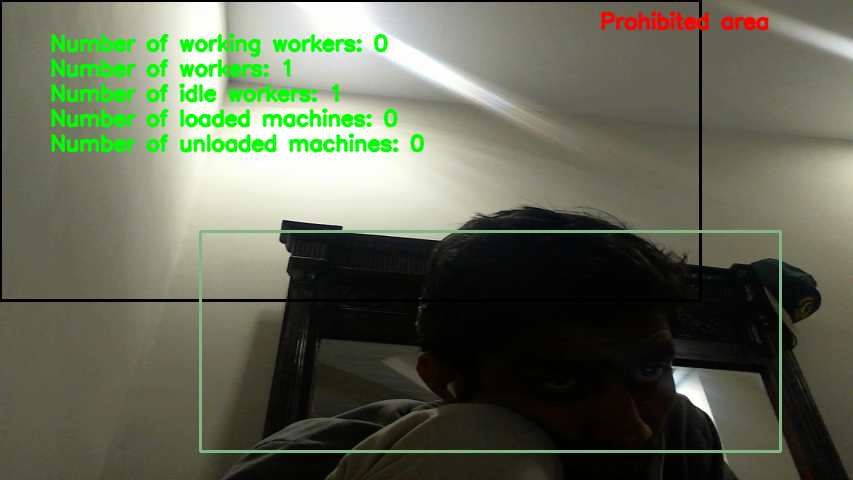 Prohibited area
Number of working workers: 0
Number of workers: 1
Number of idle workers: 1
Number of loaded machines: 0
Number of unloaded machines: 0